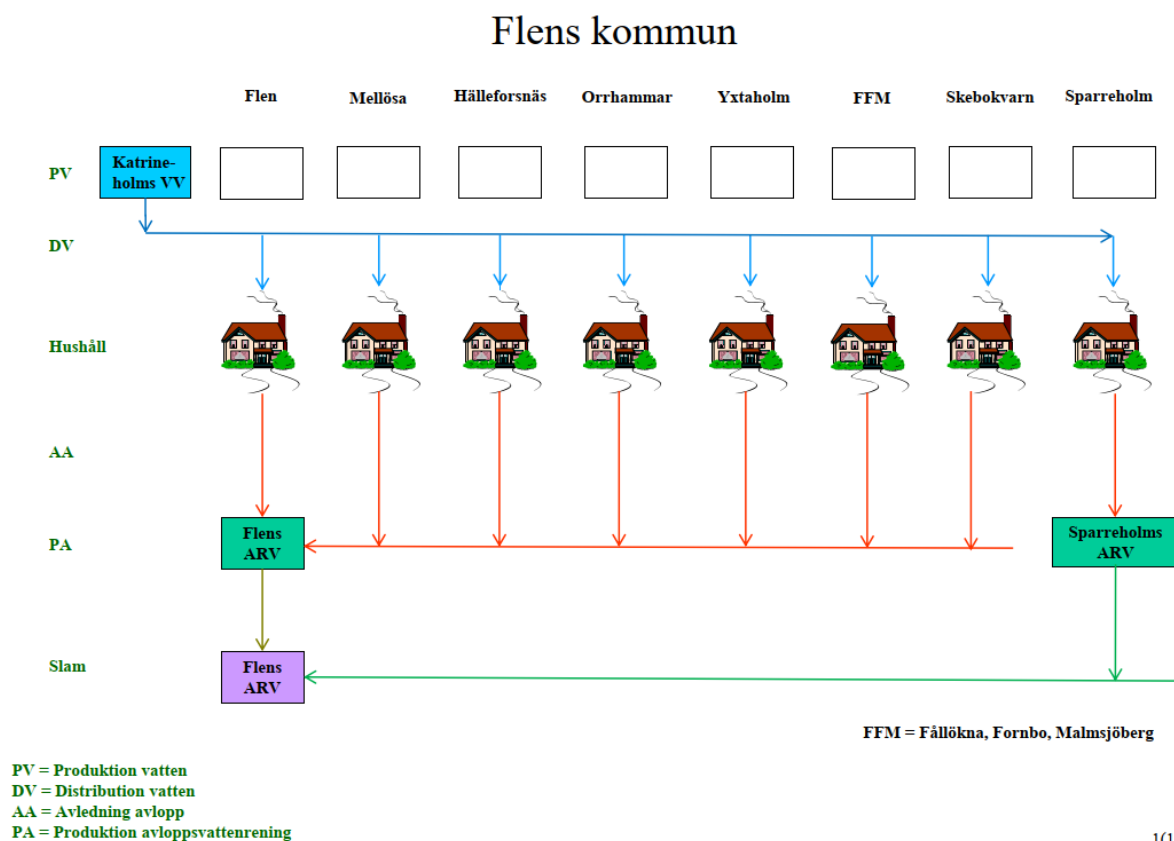 Flens kommun
Flen Mellösa Hälleforsnäs Orrhammar Yxtaholm FFM Skebokvarn Sparreholm
PV
Katrine-
holms VV
DV
Hushåll
AA
PA
Flens
ARV
Sparreholms
ARV
Slam
Flens
ARV
FFM = Fållökna, Fornbo, Malmsjöberg
PV = Produktion vatten
DV = Distribution vatten
AA = Avledning avlopp
PA = Produktion avloppsvattenrening
1(1